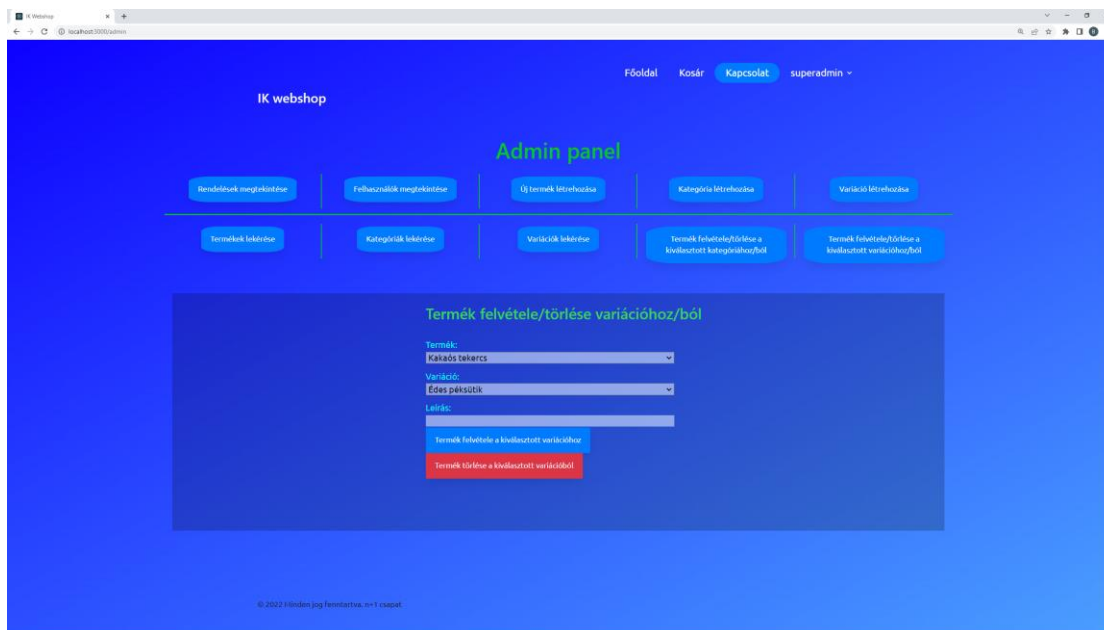 IK Webshop
localhost:3000/admin
Főoldal Kosár Kapcsolat superadmin
IK webshop
Admin panel
Rendelések megtekintése Felhasználók megtekintése Új termék létrehozása Kategória létrehozása Variáció létrehozása
Termékek lekérése Kategóriák lekérése Variációk lekérése Termék felvétele/törlése a Termék felvétele/törlése a
kiválasztott kategóriához/ból kiválasztott variációhoz/ból
Termék felvétele/törlése variációhoz/ból
Termék:
Kakaós tekercs
Variáció:
Édes péksütik
Leírás:
Termék felvétele a kiválasztott variációhoz
Termék törlése a kiválasztott variációból
© 2022 Minden jog fenntartva. n+1 csapat